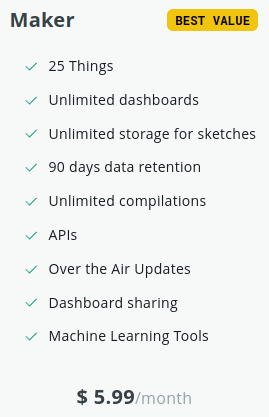 Maker
BEST VALUE
25 Things
Unlimited dashboards
Unlimited storage for sketches
90 days data retention
Unlimited compilations
APIs
Over the Air Updates
Dashboard sharing
Machine Learning Tools
$ 5.99/month